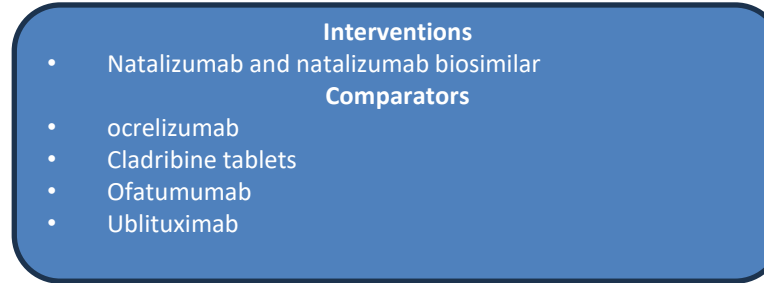 Interventions
• Natalizumab and natalizumab biosimilar
Comparators
• ocrelizumab
• Cladribine tablets
• Ofatumumab
• Ublituximab